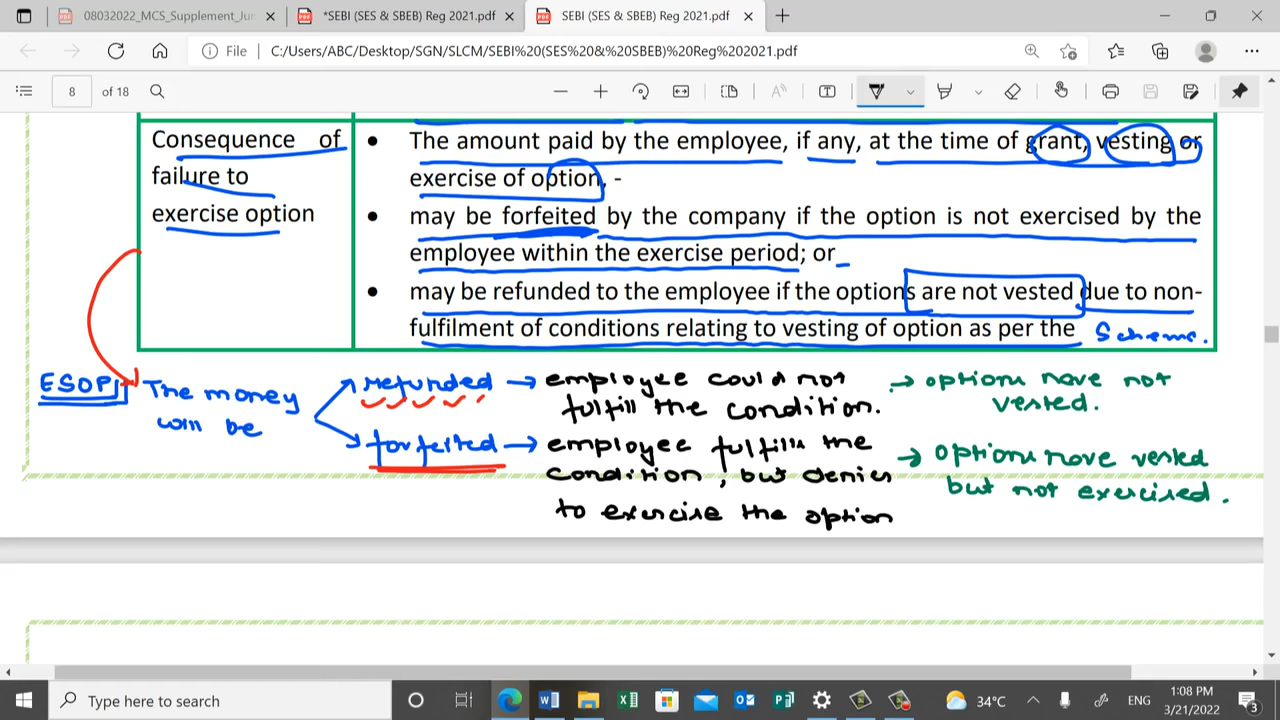 08032022_MCS_Supplement_Jun
*SEBI (SES & SBEB) Reg 2021.pdf
SEBI (SES & SBEB) Reg 2021.pdf
File
C:/Users/ABC/Desktop/SGN/SLCM/SEBI%20(SES%20&%20SBEB)%20Reg%202021.pdf
8 of 18
Consequence of
failure to
exercise option
• The amount paid by the employee, if any, at the time of grant, vesting or
exercise of option, -
• may be forfeited by the company if the option is not exercised by the
employee within the exercise period; or
• may be refunded to the employee if the options are not vested due to non-
fulfilment of conditions relating to vesting of option as per the Scheme.
ESOP The money
will be
refunded → employee could not
fulfill the condition.
→ options have not
vested.
forfeited → employee fulfills the
condition, but denies
to exercise the option
→ options have vested
but not exercised.
Type here to search
34°C
ENG
1:08 PM
3/21/2022
3